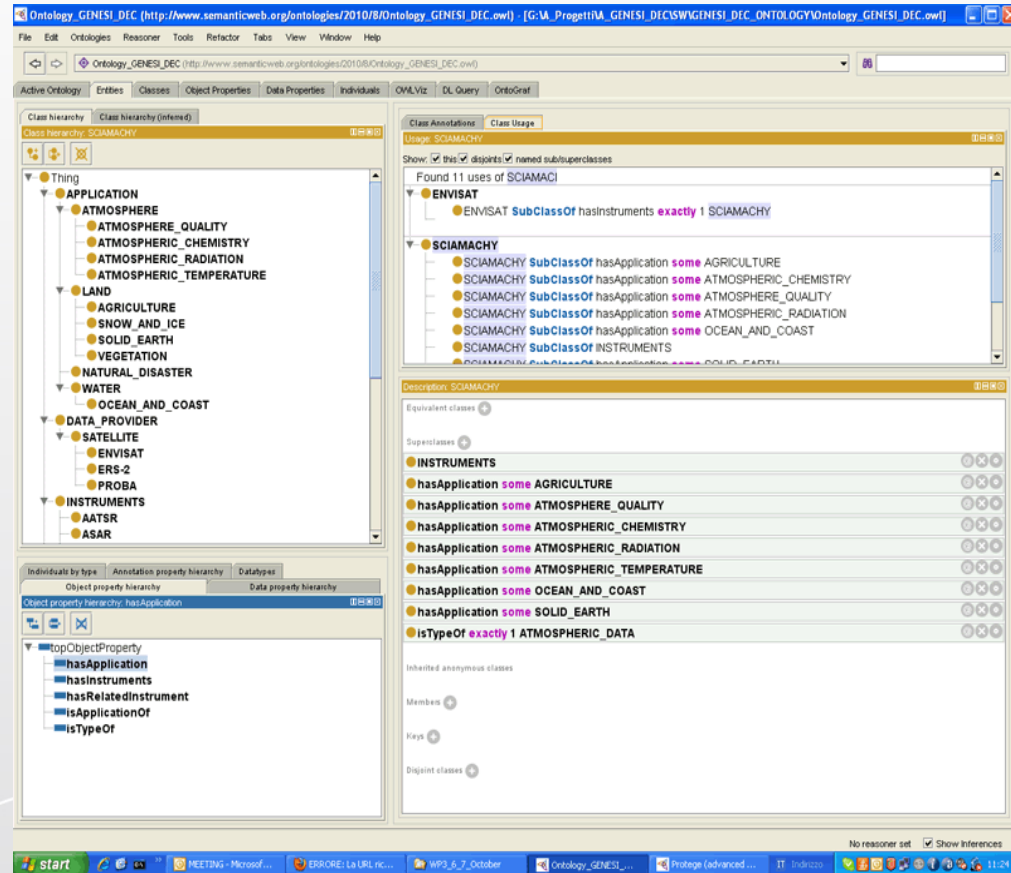 Ontology_GENESI_DEC (http://www.semanticweb.org/ontologies/2010/8/Ontology_GENESI_DEC.owl) - [G:\A_Progetti\A_GENESI_DEC\SW\GENESI_DEC_ONTOLOGY\Ontology_GENESI_DEC.owl]
File Edit Ontologies Reasoner Tools Refactor Tabs View Window Help
Ontology_GENESI_DEC (http://www.semanticweb.org/ontologies/2010/8/Ontology_GENESI_DEC.owl)
Active Ontology Entities Classes Object Properties Data Properties Individuals OWLViz DL Query OntoGraf
Class hierarchy Class hierarchy (inferred)
Class hierarchy: SCIAMACHY
Thing
APPLICATION
ATMOSPHERE
ATMOSPHERE_QUALITY
ATMOSPHERIC_CHEMISTRY
ATMOSPHERIC_RADIATION
ATMOSPHERIC_TEMPERATURE
LAND
AGRICULTURE
SNOW_AND_ICE
SOLID_EARTH
VEGETATION
NATURAL_DISASTER
WATER
OCEAN_AND_COAST
DATA_PROVIDER
SATELLITE
ENVISAT
ERS-2
PROBA
INSTRUMENTS
AATSR
ASAR
Individuals by type Annotation property hierarchy Datatypes
Object property hierarchy Data property hierarchy
Object property hierarchy: hasApplication
topObjectProperty
hasApplication
hasInstruments
hasRelatedInstrument
isApplicationOf
isTypeOf
Class Annotations Class Usage
Usage: SCIAMACHY
Show: this disjoints named sub/superclasses
Found 11 uses of SCIAMACI
ENVISAT
ENVISAT SubClassOf hasInstruments exactly 1 SCIAMACHY
SCIAMACHY
SCIAMACHY SubClassOf hasApplication some AGRICULTURE
SCIAMACHY SubClassOf hasApplication some ATMOSPHERIC_CHEMISTRY
SCIAMACHY SubClassOf hasApplication some ATMOSPHERE_QUALITY
SCIAMACHY SubClassOf hasApplication some ATMOSPHERIC_RADIATION
SCIAMACHY SubClassOf hasApplication some OCEAN_AND_COAST
SCIAMACHY SubClassOf INSTRUMENTS
SCIAMACHY SubClassOf hasApplication some SOLID_EARTH
Description: SCIAMACHY
Equivalent classes
Superclasses
INSTRUMENTS
hasApplication some AGRICULTURE
hasApplication some ATMOSPHERE_QUALITY
hasApplication some ATMOSPHERIC_CHEMISTRY
hasApplication some ATMOSPHERIC_RADIATION
hasApplication some ATMOSPHERIC_TEMPERATURE
hasApplication some OCEAN_AND_COAST
hasApplication some SOLID_EARTH
isTypeOf exactly 1 ATMOSPHERIC_DATA
Inherited anonymous classes
Members
Keys
Disjoint classes
No reasoner set Show Inferences
start MEETING - Microsof... ERRORE: La URL ric... WP3_6_7_October Ontology_GENESI_... Protege (advanced ... IT Indirizzo 11:24